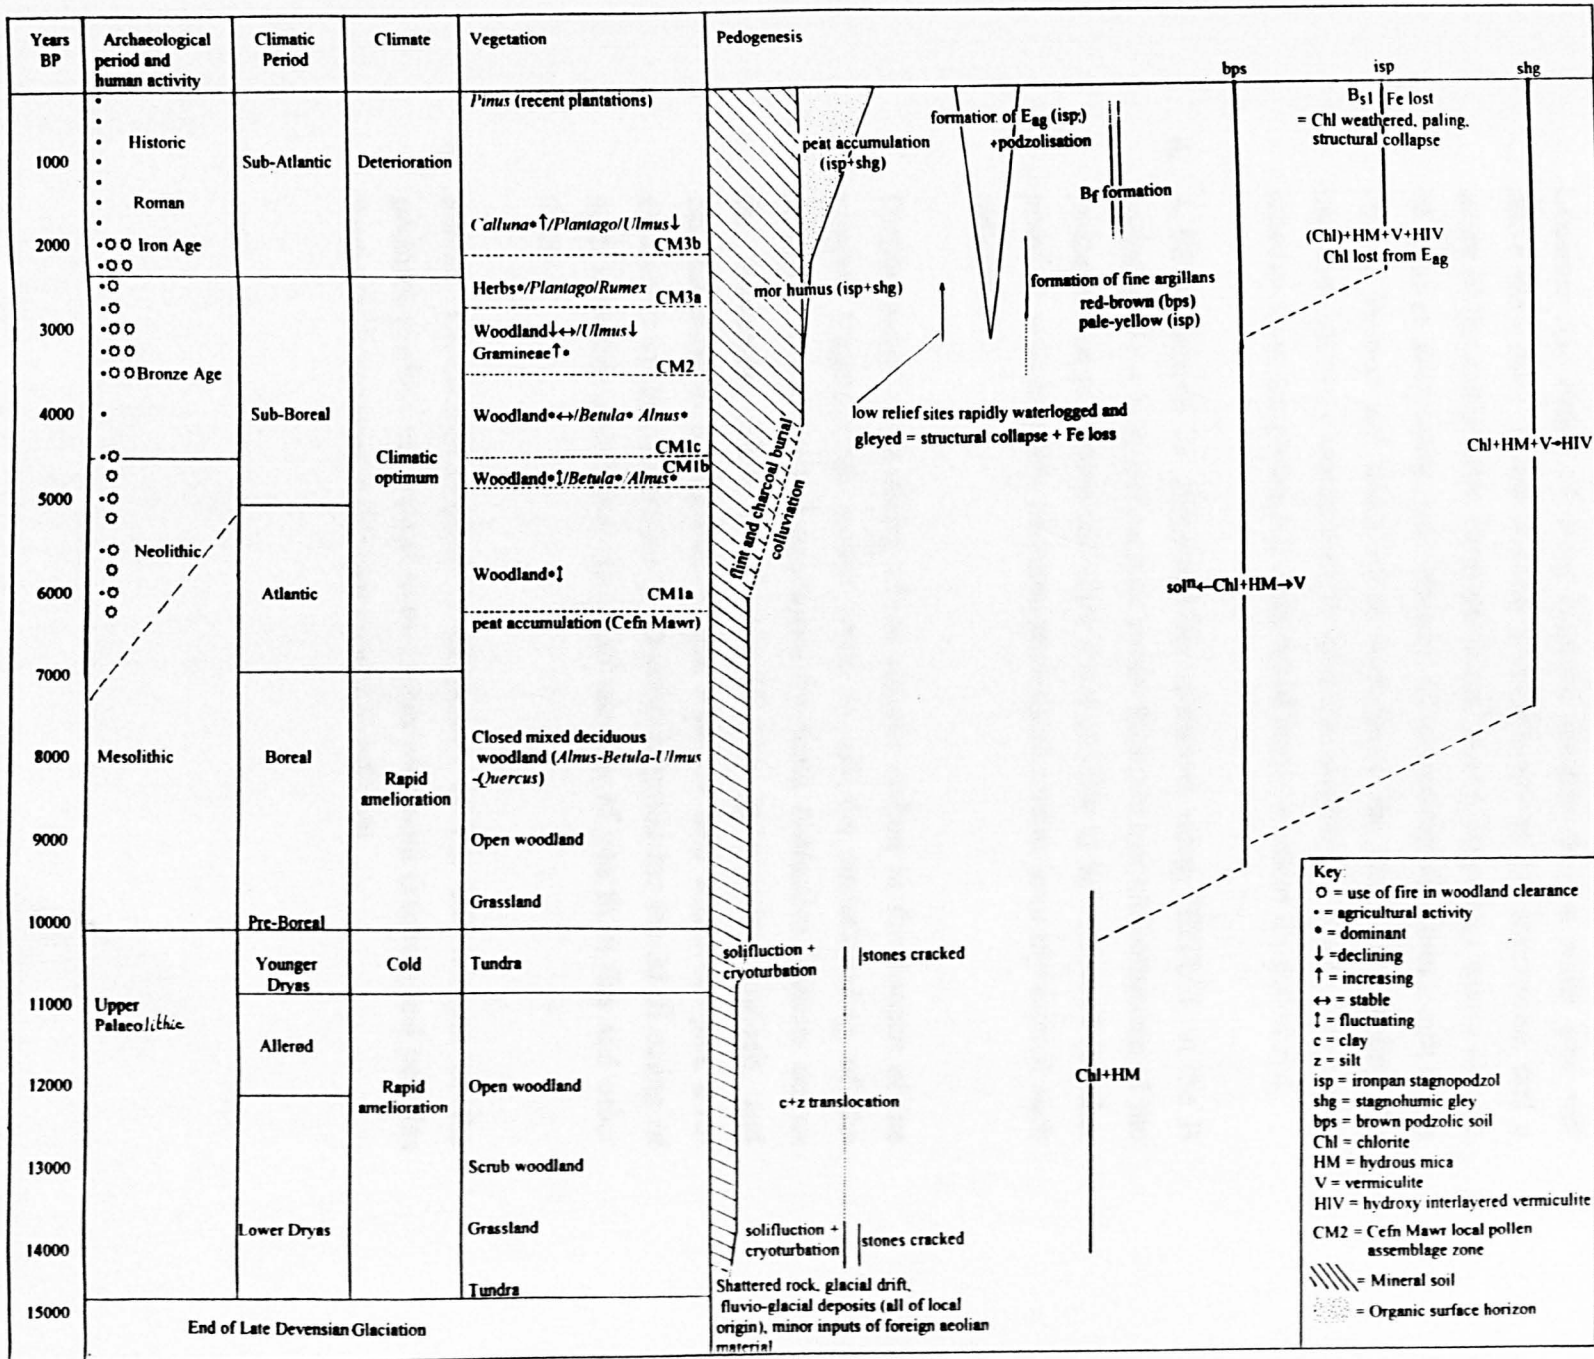 Years
BP
Archaeological
period and
human activity
Climatic
Period
Climate
Vegetation
Pedogenesis
bps
isp
shg
1000
2000
3000
4000
5000
6000
7000
8000
9000
10000
11000
12000
13000
14000
15000
Historic
Roman
•O O Iron Age
•O O
•O
•O
•O O
•O O
•O O Bronze Age
•
•O
O
•O
O
•O Neolithic
O
•O
O
Mesolithic
Upper
Palaeolithic
Sub-Atlantic
Sub-Boreal
Atlantic
Boreal
Pre-Boreal
Younger
Dryas
Allerød
Lower Dryas
Deterioration
Climatic
optimum
Rapid
amelioration
Cold
Rapid
amelioration
Pinus (recent plantations)
Calluna•↑/Plantago/Ulmus↓
CM3b
Herbs•/Plantago/Rumex
CM3a
Woodland↓↔/Ulmus↓
Gramineae↑•
CM2
Woodland•↔/Betula• Alnus•
CM1c
CM1b
Woodland•↕/Betula•/Alnus•
Woodland•↕
CM1a
peat accumulation (Cefn Mawr)
Closed mixed deciduous
woodland (Alnus-Betula-Ulmus
-Quercus)
Open woodland
Grassland
Tundra
Open woodland
Scrub woodland
Grassland
Tundra
End of Late Devensian Glaciation
peat accumulation
(isp+shg)
mor humus (isp+shg)
flint and charcoal burial
colluviation
formation of Eag (isp:)
+podzolisation
Bf formation
formation of fine argillans
red-brown (bps)
pale-yellow (isp)
low relief sites rapidly waterlogged and
gleyed = structural collapse + Fe loss
Bs1 Fe lost
= Chl weathered, paling,
structural collapse
(Chl)+HM+V+HIV
Chl lost from Eag
Chl+HM+V→HIV
solⁿ←Chl+HM→V
solifluction +
cryoturbation
stones cracked
c+z translocation
Chl+HM
solifluction +
cryoturbation
stones cracked
Shattered rock, glacial drift,
fluvio-glacial deposits (all of local
origin), minor inputs of foreign aeolian
material
Key:
O = use of fire in woodland clearance
• = agricultural activity
• = dominant
↓ =declining
↑ = increasing
↔ = stable
↕ = fluctuating
c = clay
z = silt
isp = ironpan stagnopodzol
shg = stagnohumic gley
bps = brown podzolic soil
Chl = chlorite
HM = hydrous mica
V = vermiculite
HIV = hydroxy interlayered vermiculite
CM2 = Cefn Mawr local pollen
assemblage zone
= Mineral soil
= Organic surface horizon